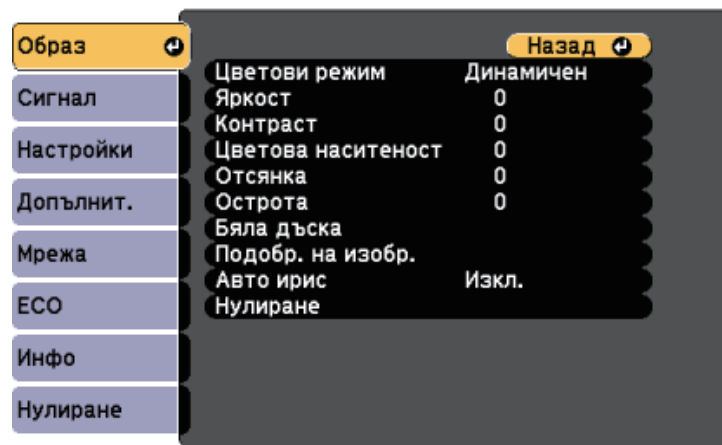 Образ
Сигнал
Настройки
Допълнит.
Мрежа
ECO
Инфо
Нулиране
Назад
Цветови режим Динамичен
Яркост 0
Контраст 0
Цветова наситеност 0
Отсянка 0
Острота 0
Бяла дъска
Подобр. на изобр.
Авто ирис Изкл.
Нулиране